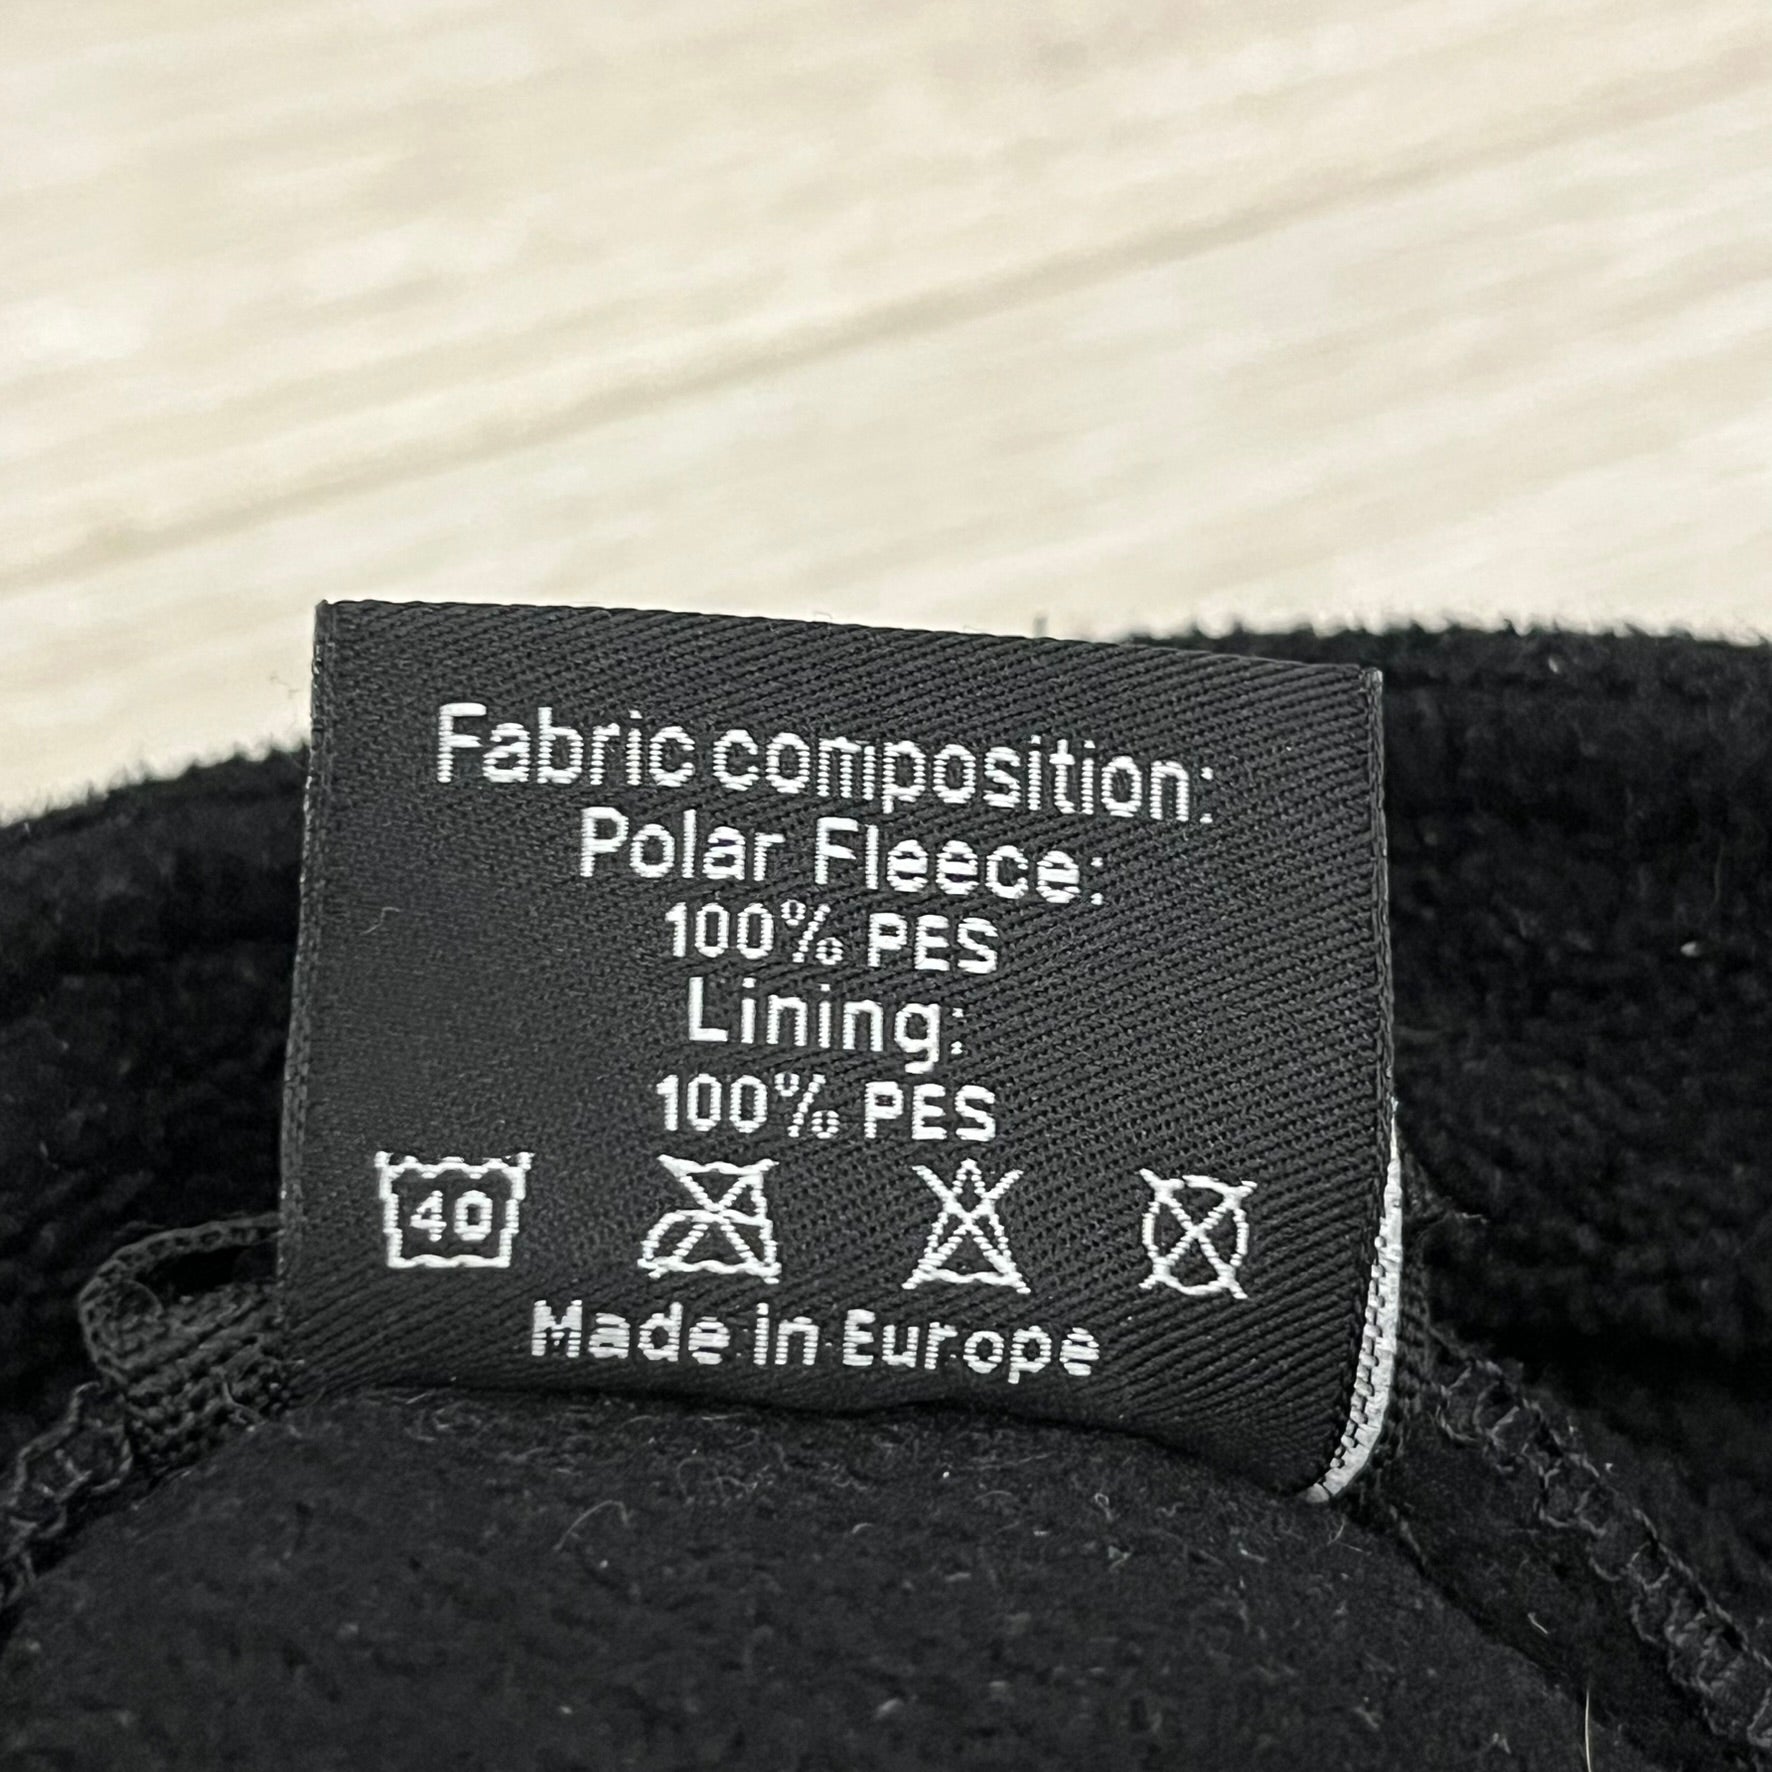 Fabric composition:
Polar Fleece:
100% PES
Lining:
100% PES
40
Made in Europe